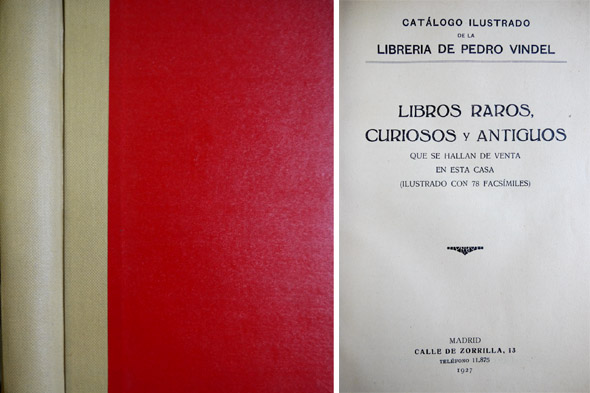 CATÁLOGO ILUSTRADO
DE LA
LIBRERIA DE PEDRO VINDEL
LIBROS RAROS,
CURIOSOS Y ANTIGUOS
QUE SE HALLAN DE VENTA
EN ESTA CASA
(ILUSTRADO CON 78 FACSÍMILES)
MADRID
CALLE DE ZORRILLA, 13
TELÉFONO 11,875
1927